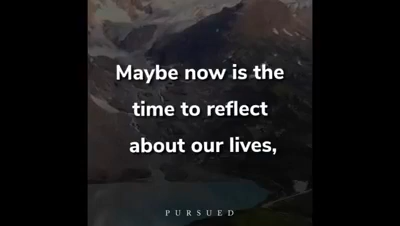 Maybe now is the
time to reflect
about our lives,
PURSUED